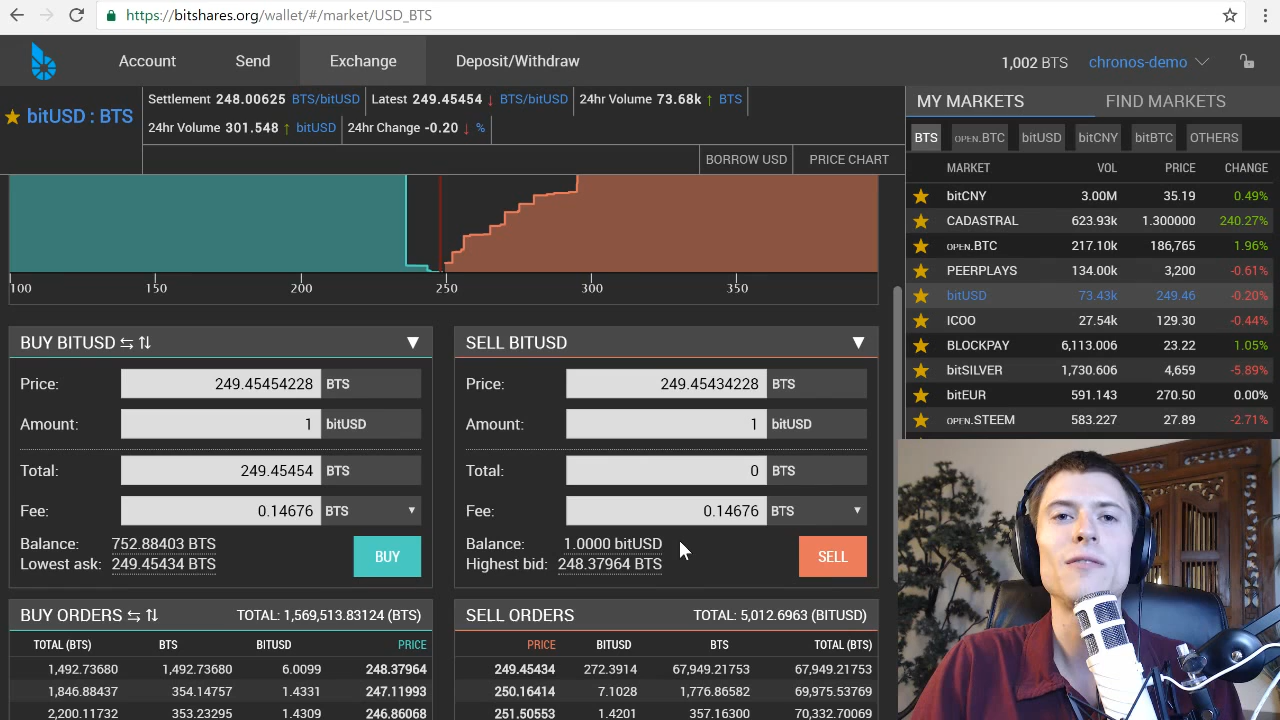 https://bitshares.org/wallet/#/market/USD_BTS
Account Send Exchange Deposit/Withdraw 1,002 BTS chronos-demo
bitUSD : BTS
Settlement 248.00625 BTS/bitUSD Latest 249.45454 ↓ BTS/bitUSD 24hr Volume 73.68k ↑ BTS
24hr Volume 301.548 ↑ bitUSD 24hr Change -0.20 ↓ %
BORROW USD PRICE CHART
100 150 200 250 300 350
BUY BITUSD ⇆ ⇅ ▼
Price: 249.45454228 BTS
Amount: 1 bitUSD
Total: 249.45454 BTS
Fee: 0.14676 BTS ▼
Balance: 752.88403 BTS
Lowest ask: 249.45434 BTS
BUY
SELL BITUSD ▼
Price: 249.45434228 BTS
Amount: 1 bitUSD
Total: 0 BTS
Fee: 0.14676 BTS ▼
Balance: 1.0000 bitUSD
Highest bid: 248.37964 BTS
SELL
BUY ORDERS ⇆ ⇅ TOTAL: 1,569,513.83124 (BTS)
TOTAL (BTS) BTS BITUSD PRICE
1,492.73680 1,492.73680 6.0099 248.37964
1,846.88437 354.14757 1.4331 247.11993
2,200.11732 353.23295 1.4309 246.86068
SELL ORDERS TOTAL: 5,012.6963 (BITUSD)
PRICE BITUSD BTS TOTAL (BTS)
249.45434 272.3914 67,949.21753 67,949.21753
250.16414 7.1028 1,776.86582 69,975.53769
251.50553 1.4201 357.16300 70,332.70069
MY MARKETS FIND MARKETS
BTS OPEN.BTC bitUSD bitCNY bitBTC OTHERS
MARKET VOL PRICE CHANGE
bitCNY 3.00M 35.19 0.49%
CADASTRAL 623.93k 1.300000 240.27%
OPEN.BTC 217.10k 186,765 1.96%
PEERPLAYS 134.00k 3,200 -0.61%
bitUSD 73.43k 249.46 -0.20%
ICOO 27.54k 129.30 -0.44%
BLOCKPAY 6,113.006 23.22 1.05%
bitSILVER 1,730.606 4,659 -5.89%
bitEUR 591.143 270.50 0.00%
OPEN.STEEM 583.227 27.89 -2.71%